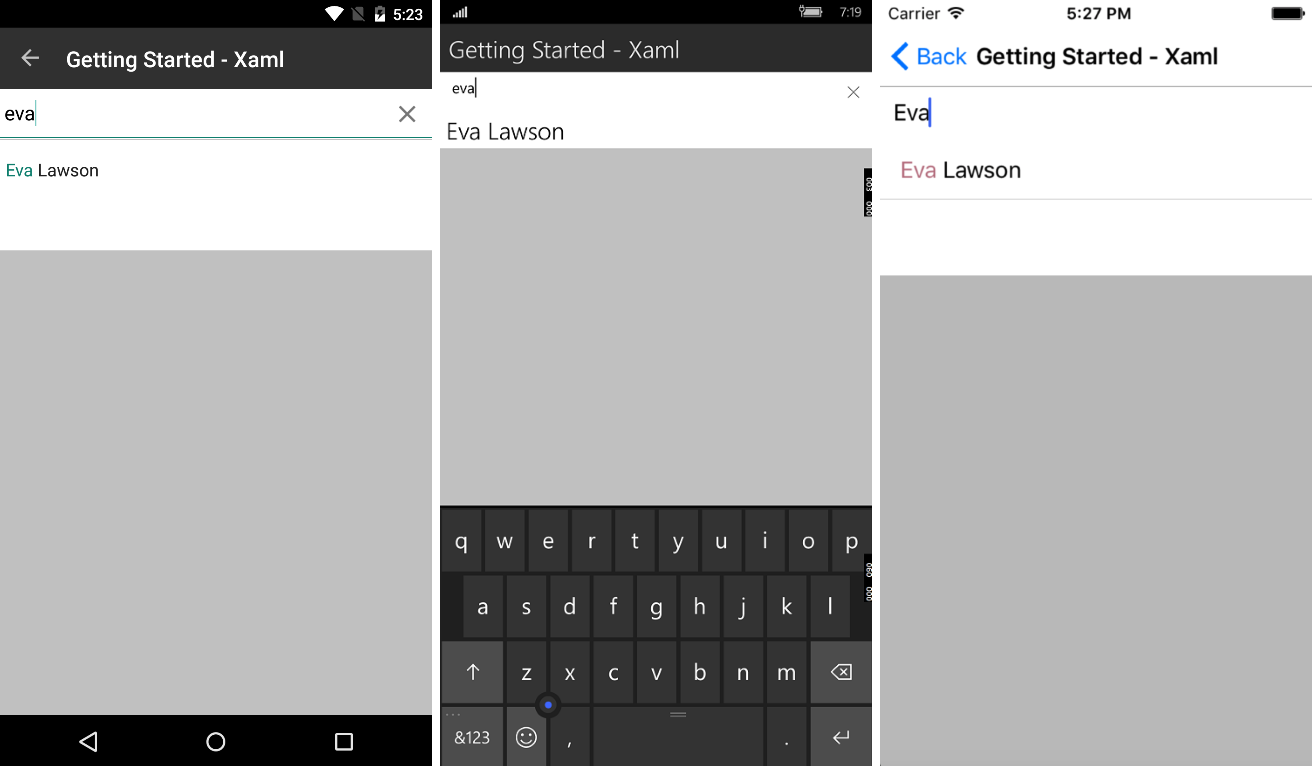 5:23
Getting Started - Xaml
eva
Eva Lawson
7:19
Getting Started - Xaml
eva
Eva Lawson
q w e r t y u i o p
a s d f g h j k l
z x c v b n m
&123 , .
Carrier 5:27 PM
Back Getting Started - Xaml
Eva
Eva Lawson